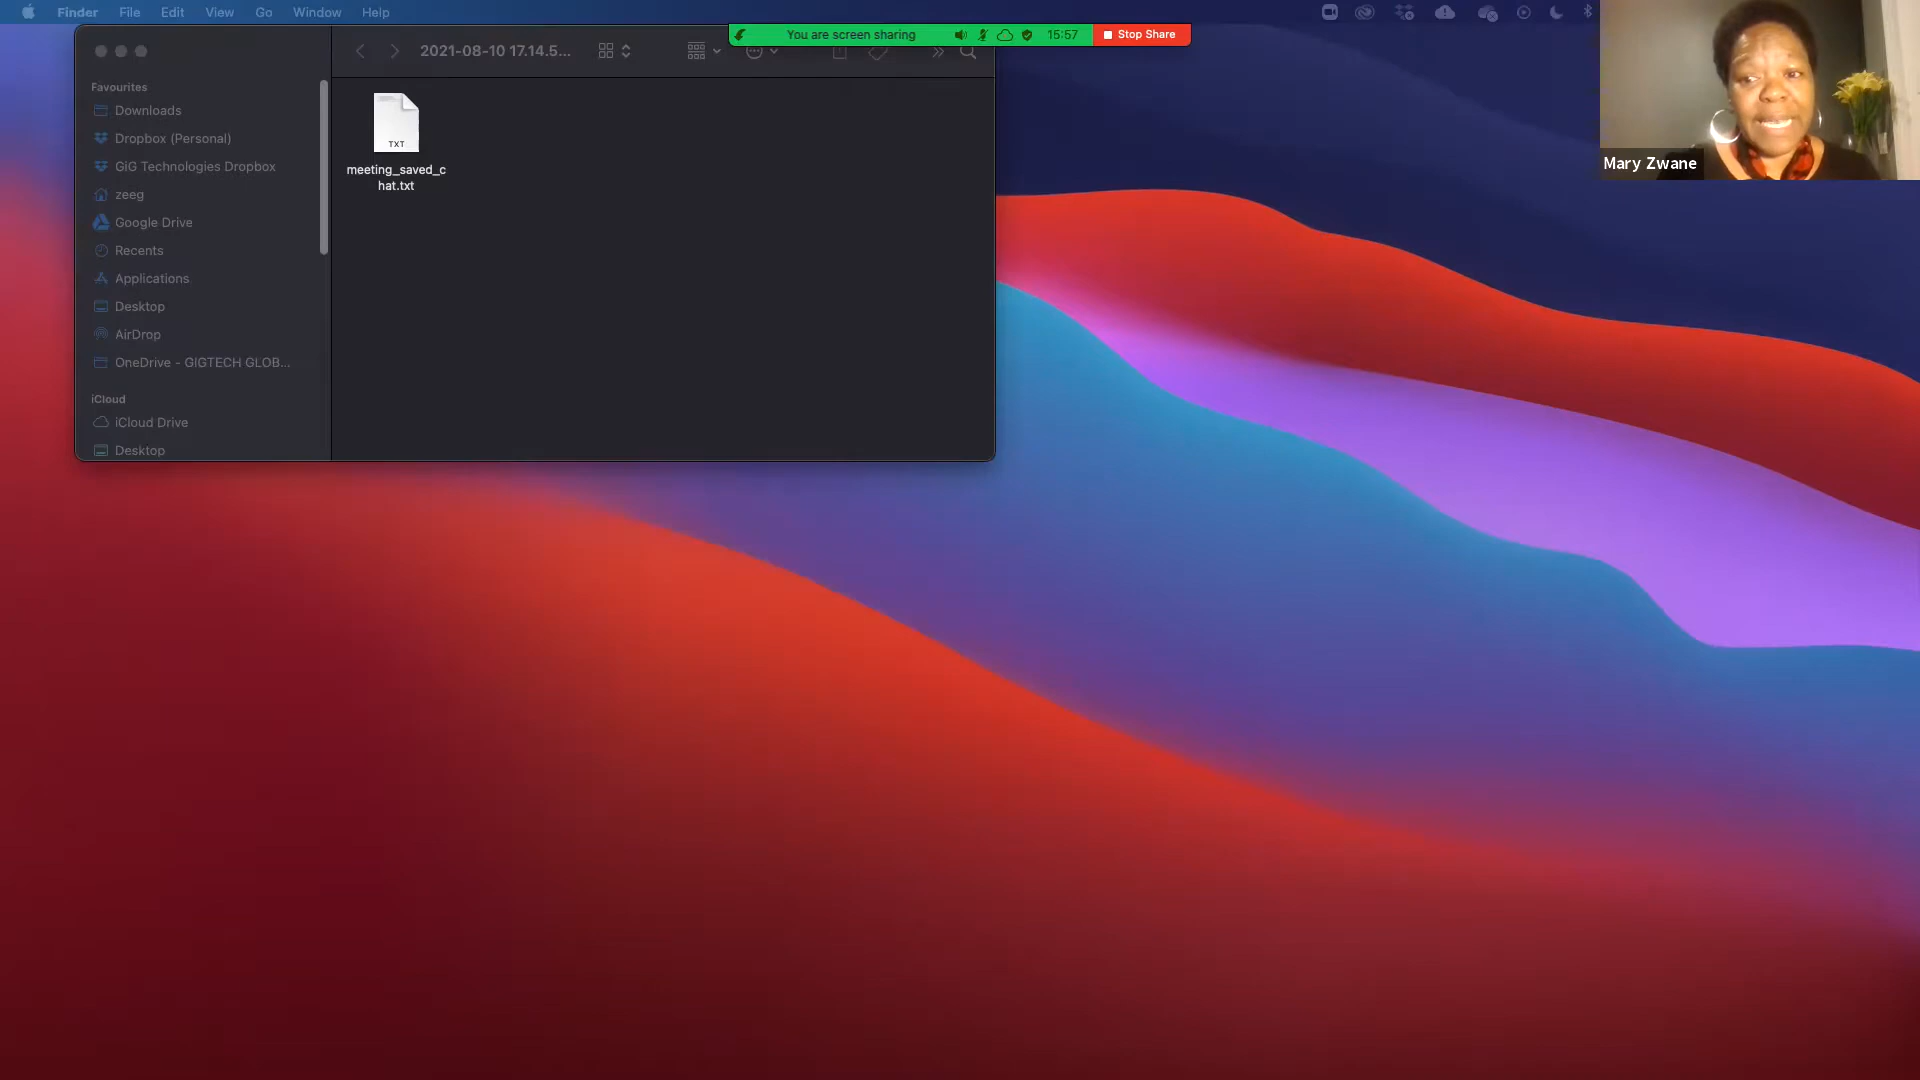 Finder File Edit View Go Window Help
You are screen sharing 15:57 Stop Share
2021-08-10 17.14.5...
Favourites
Downloads
Dropbox (Personal)
GiG Technologies Dropbox
zeeg
Google Drive
Recents
Applications
Desktop
AirDrop
OneDrive - GIGTECH GLOB...
iCloud
iCloud Drive
Desktop
TXT
meeting_saved_c
hat.txt
Mary Zwane